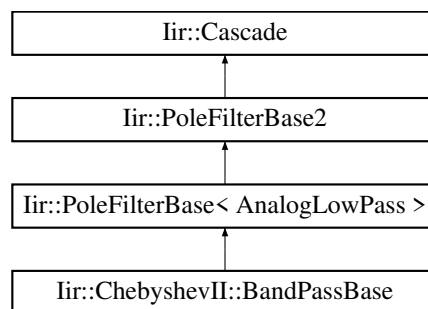 Iir::Cascade
Iir::PoleFilterBase2
Iir::PoleFilterBase< AnalogLowPass >
Iir::ChebyshevII::BandPassBase